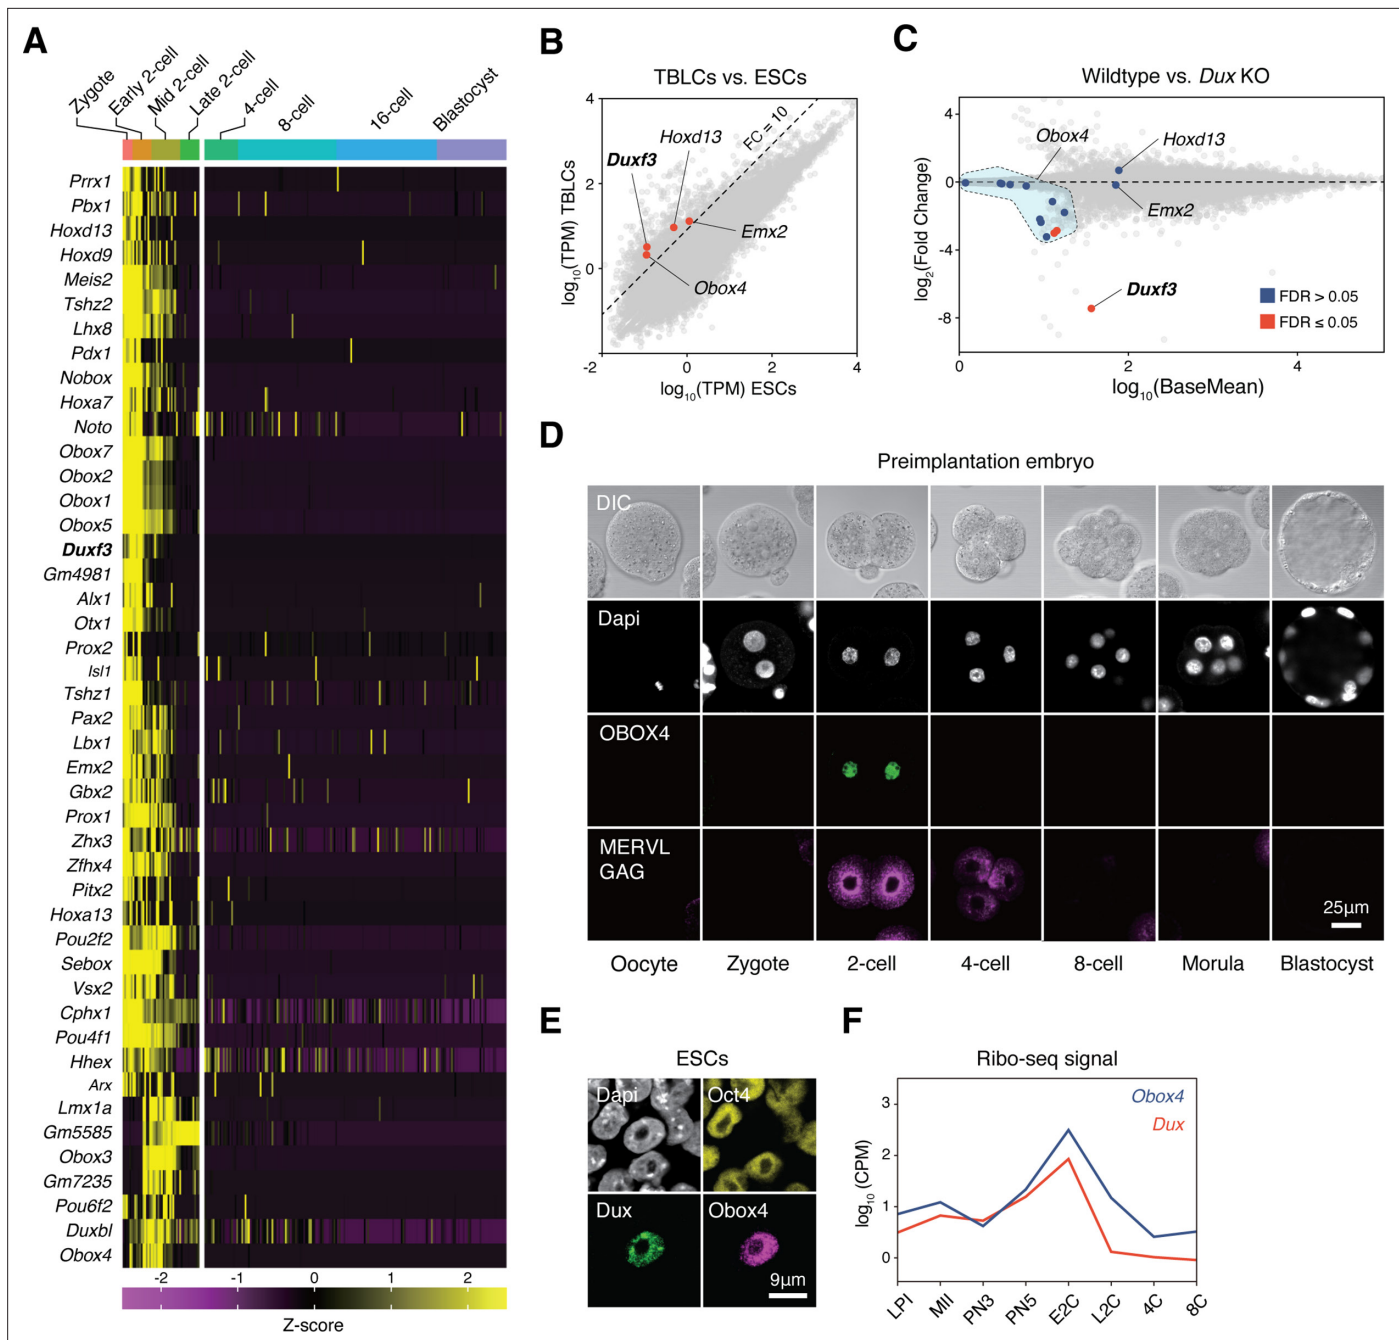 A
Zygote
Early 2-cell
Mid 2-cell
Late 2-cell
4-cell
8-cell
16-cell
Blastocyst
Prrx1
Pbx1
Hoxd13
Hoxd9
Meis2
Tshz2
Lhx8
Pdx1
Nobox
Hoxa7
Noto
Obox7
Obox2
Obox1
Obox5
Duxf3
Gm4981
Alx1
Otx1
Prox2
Isl1
Tshz1
Pax2
Lbx1
Emx2
Gbx2
Prox1
Zhx3
Zfhx4
Pitx2
Hoxa13
Pou2f2
Sebox
Vsx2
Cphx1
Pou4f1
Hhex
Arx
Lmx1a
Gm5585
Obox3
Gm7235
Pou6f2
Duxbl
Obox4
-2 -1 0 1 2
Z-score
B
TBLCs vs. ESCs
log10(TPM) TBLCs
4
2
0
Hoxd13
Duxf3
FC = 10
Emx2
Obox4
-2 0 2 4
log10(TPM) ESCs
C
Wildtype vs. Dux KO
log2(Fold Change)
4
0
-4
-8
Obox4
Hoxd13
Emx2
Duxf3
FDR > 0.05
FDR ≤ 0.05
0 2 4
log10(BaseMean)
D
Preimplantation embryo
DIC
Dapi
OBOX4
MERVL
GAG
25μm
Oocyte Zygote 2-cell 4-cell 8-cell Morula Blastocyst
E
ESCs
Dapi Oct4
Dux Obox4
9μm
F
Ribo-seq signal
Obox4
Dux
log10 (CPM)
3
2
1
0
LPI MII PN3 PN5 E2C L2C 4C 8C